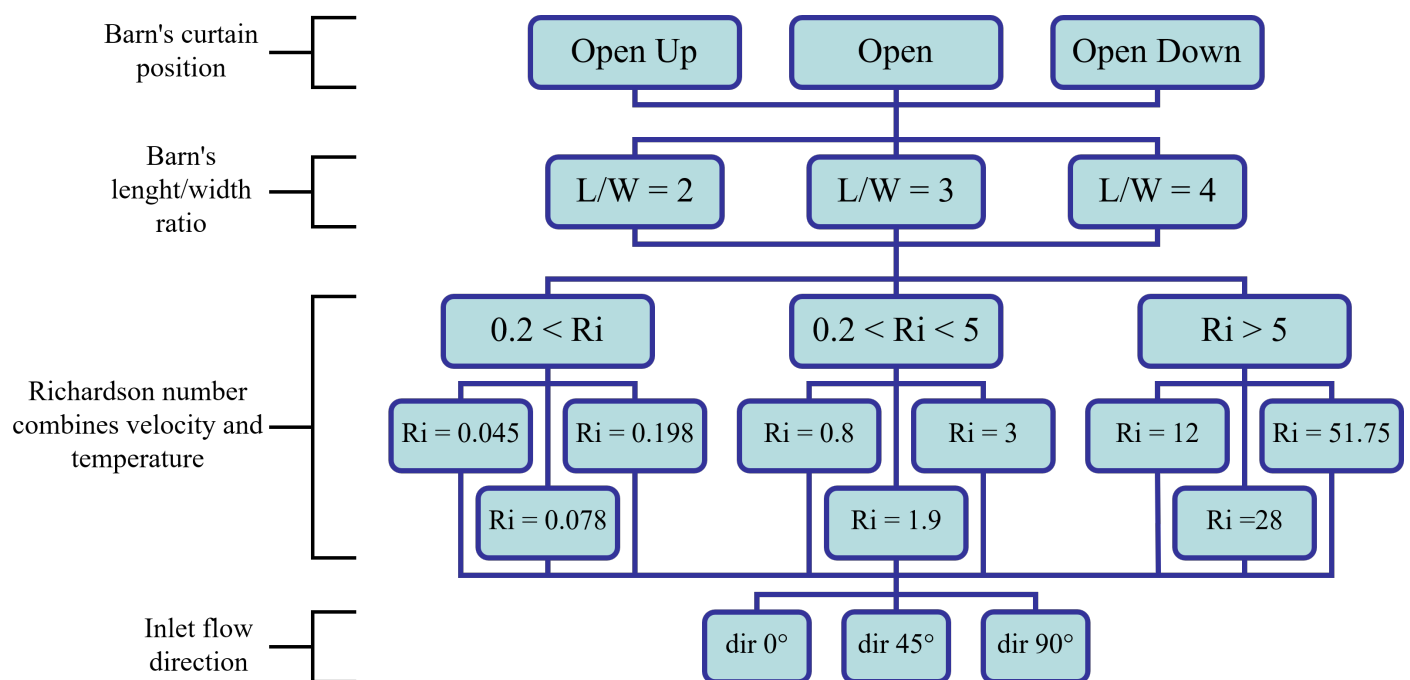 Barn's curtain
position
Open Up
Open
Open Down
Barn's
lenght/width
ratio
L/W = 2
L/W = 3
L/W = 4
Richardson number
combines velocity and
temperature
0.2 < Ri
0.2 < Ri < 5
Ri > 5
Ri = 0.045
Ri = 0.198
Ri = 0.8
Ri = 3
Ri = 12
Ri = 51.75
Ri = 0.078
Ri = 1.9
Ri =28
Inlet flow
direction
dir 0°
dir 45°
dir 90°